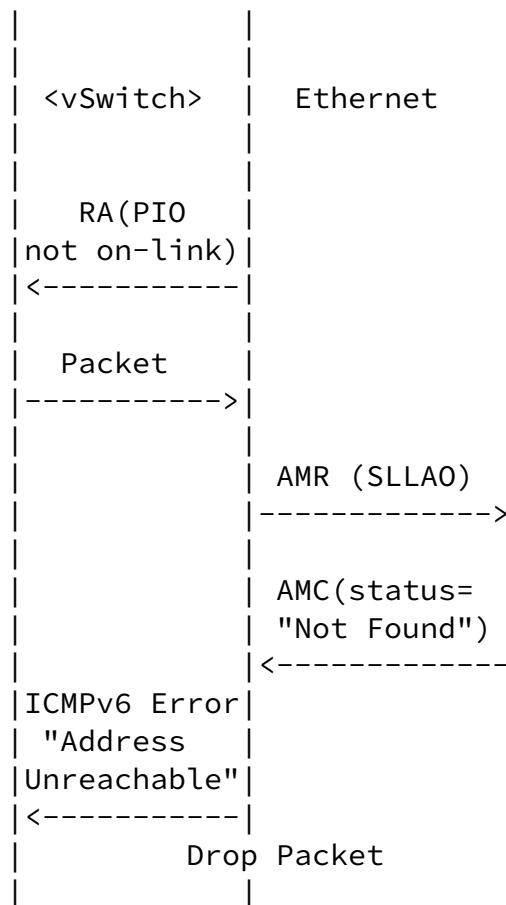 <vSwitch> Ethernet
RA(PIO
not on-link)
Packet
AMR (SLLAO)
AMC(status=
"Not Found")
ICMPv6 Error
"Address
Unreachable"
Drop Packet